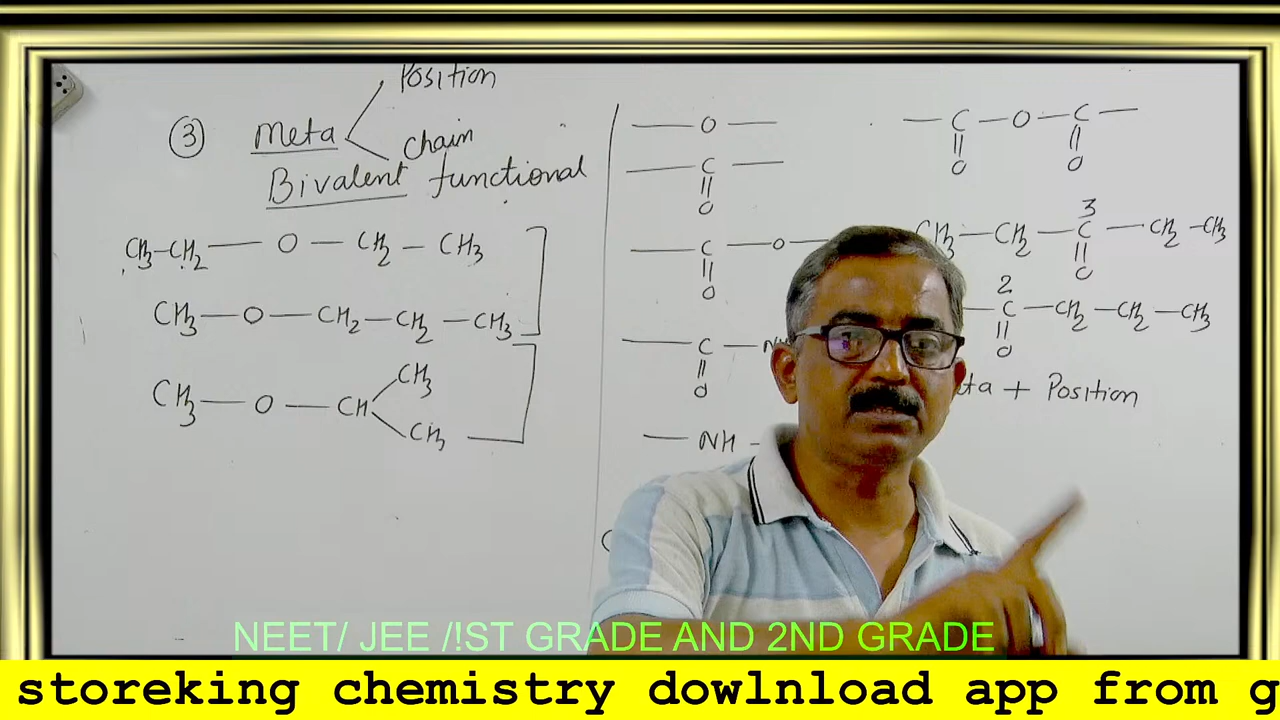 Position
③ Meta
chain
Bivalent functional
CH3-CH2 — O — CH2 — CH3
CH3 — O — CH2 — CH2 — CH3
CH3 — O — CH
CH3
CH3
— O —
— C —
||
O
— C — O —
||
O
— C —
||
O
— NH —
— C — O — C —
|| ||
O O
3
CH3 — CH2 — C — CH2 — CH3
||
O
2
— C — CH2 — CH2 — CH3
||
O
+ Position
NEET/ JEE /!ST GRADE AND 2ND GRADE
storeking chemistry dowlnload app from g